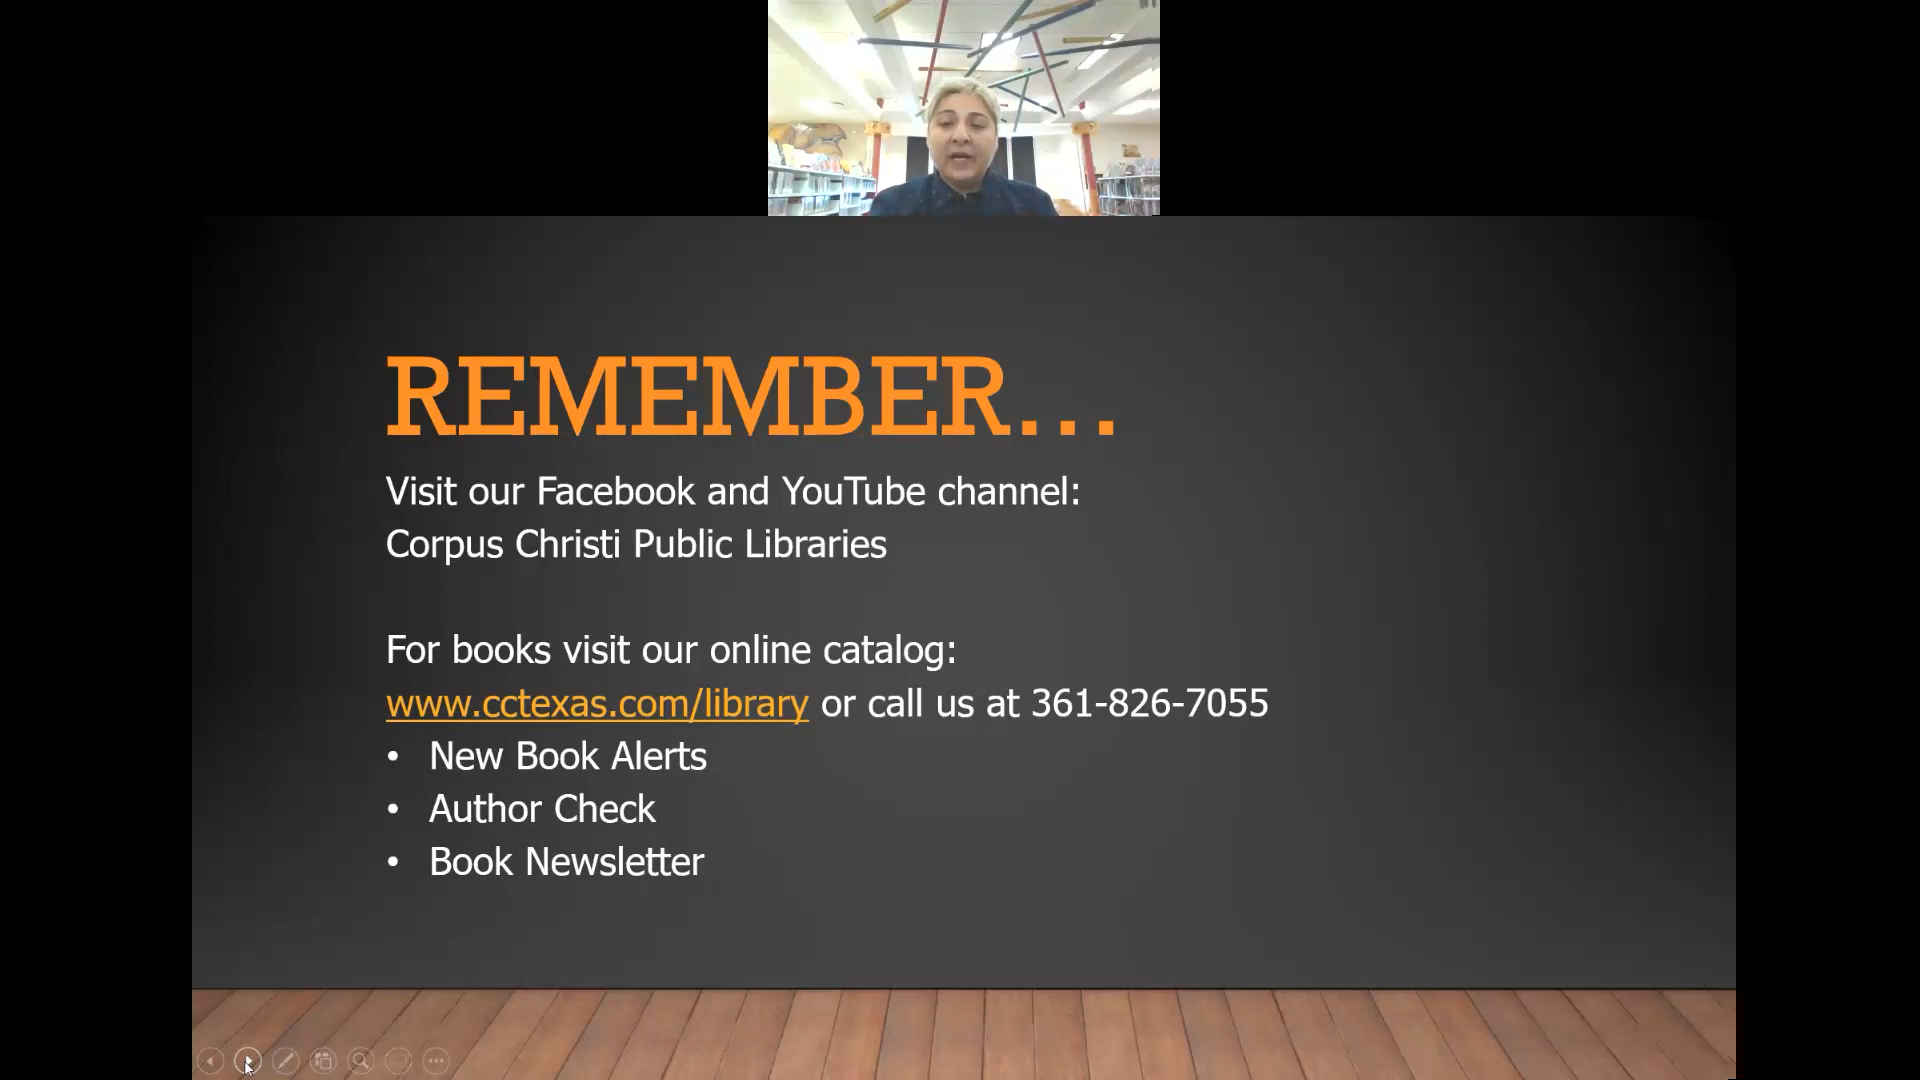 REMEMBER...
Visit our Facebook and YouTube channel:
Corpus Christi Public Libraries
For books visit our online catalog:
www.cctexas.com/library or call us at 361-826-7055
• New Book Alerts
• Author Check
• Book Newsletter